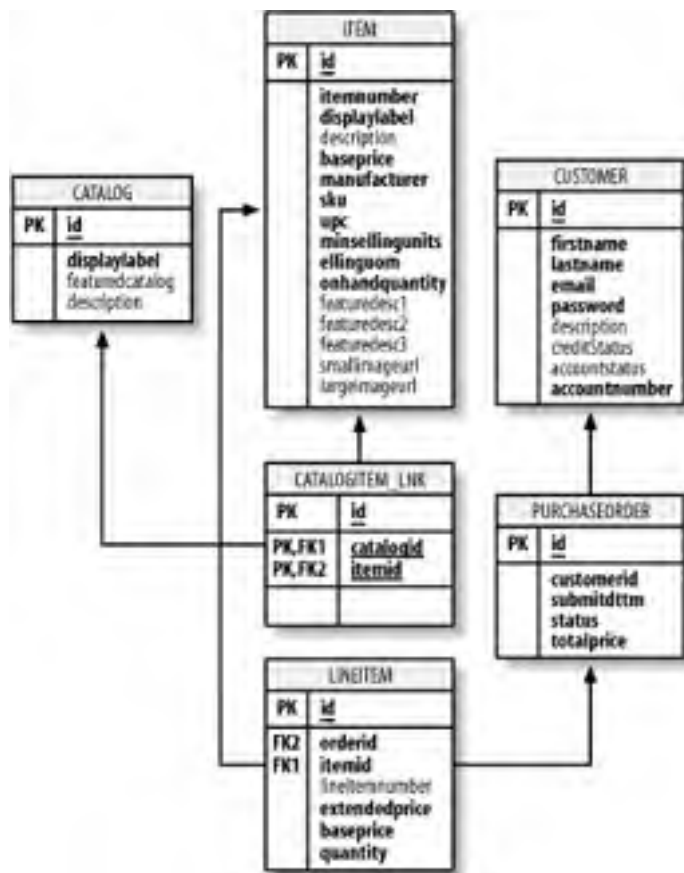 ITEM
PK id
itemnumber
displaylabel
description
baseprice
manufacturer
sku
upc
minsellingunits
ellinguom
onhandquantity
featuredesc1
featuredesc2
featuredesc3
smallimageurl
largeimageurl
CATALOG
PK id
displaylabel
featuredcatalog
description
CUSTOMER
PK id
firstname
lastname
email
password
description
creditStatus
accountstatus
accountnumber
CATALOGITEM_LNK
PK id
PK,FK1 catalogid
PK,FK2 itemid
PURCHASEORDER
PK id
customerid
submitdttm
status
totalprice
LINEITEM
PK id
FK2 orderid
FK1 itemid
lineitemnumber
extendedprice
baseprice
quantity